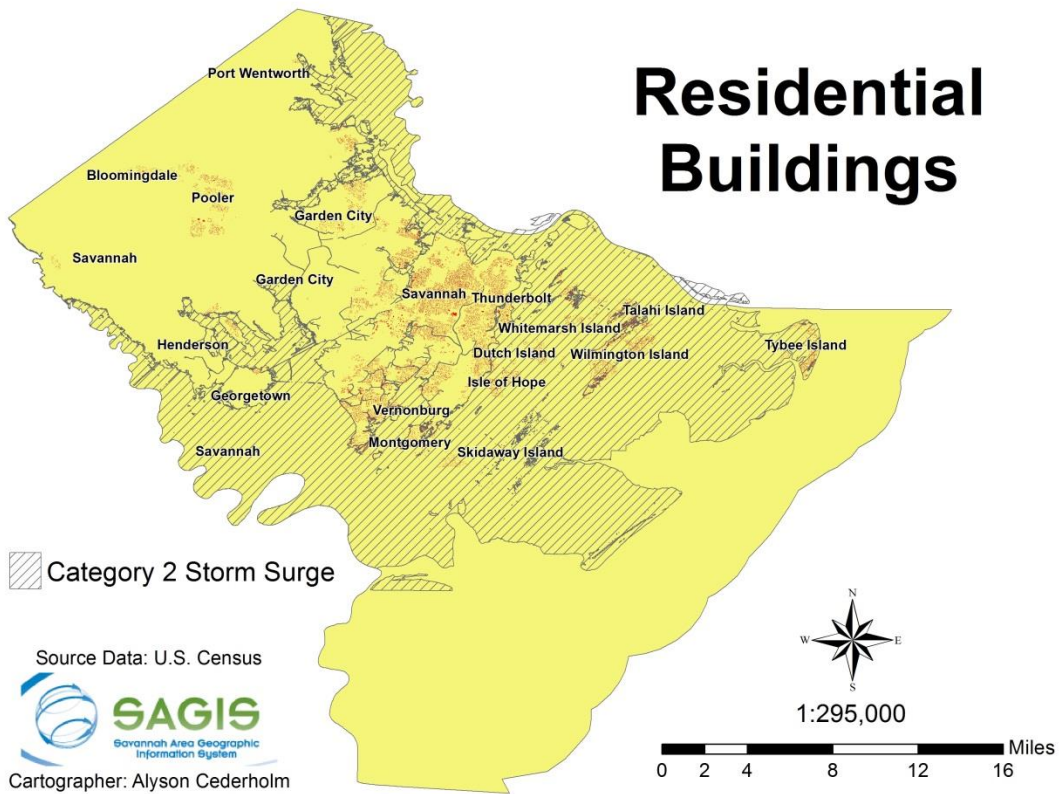 Residential
Buildings
Port Wentworth
Bloomingdale
Pooler
Garden City
Savannah
Garden City
Savannah
Thunderbolt
Talahi Island
Whitemarsh Island
Henderson
Dutch Island
Wilmington Island
Tybee Island
Isle of Hope
Georgetown
Vernonburg
Montgomery
Savannah
Skidaway Island
Category 2 Storm Surge
Source Data: U.S. Census
SAGIS
Savannah Area Geographic
Information System
Cartographer: Alyson Cederholm
N
W
E
S
1:295,000
Miles
0 2 4 8 12 16